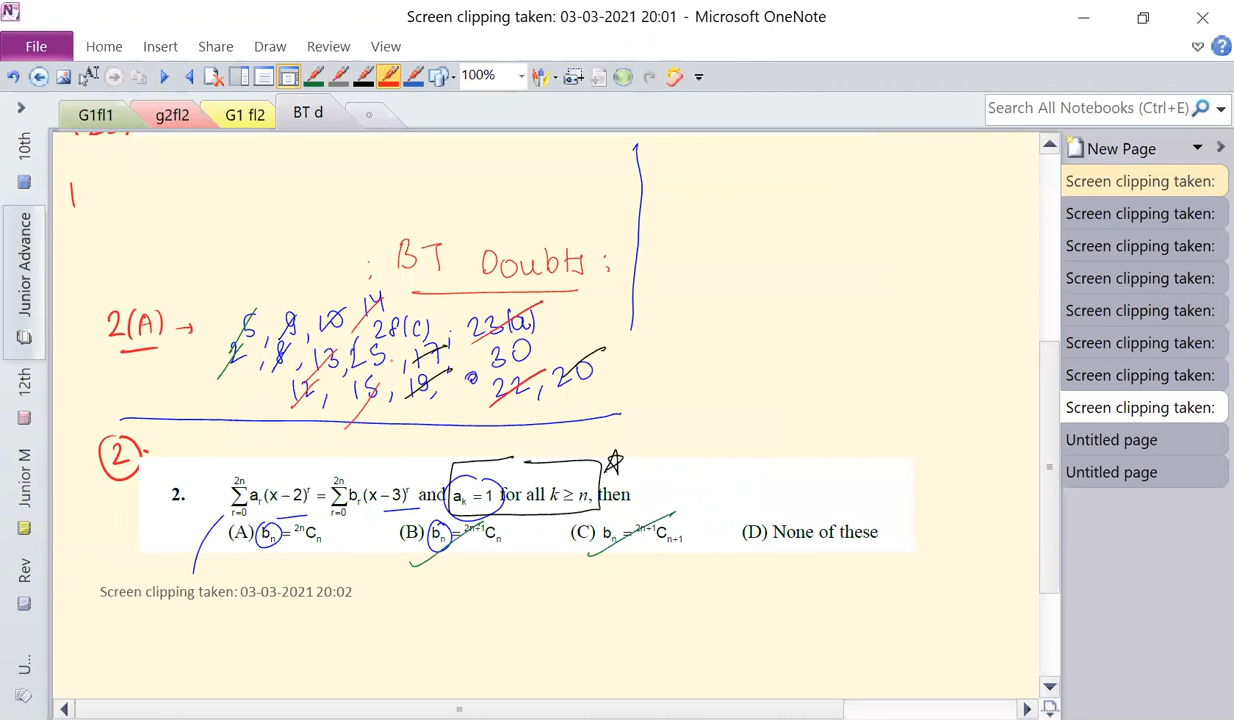 Screen clipping taken: 03-03-2021 20:01 - Microsoft OneNote
File Home Insert Share Draw Review View
100%
G1fl1 g2fl2 G1 fl2 BT d
Search All Notebooks (Ctrl+E)
10th
Junior Advance
12th
Junior M
Rev
U...
New Page
Screen clipping taken:
Screen clipping taken:
Screen clipping taken:
Screen clipping taken:
Screen clipping taken:
Screen clipping taken:
Screen clipping taken:
Screen clipping taken:
Untitled page
Untitled page
: BT Doubts :
14
2(A) → 5, 9, 10, 28(C), 23(a)
2, 8, 13, 25, 17, 30
12, 15, 19, 22, 20
2
2. ∑_{r=0}^{2n} a_r(x – 2)^r = ∑_{r=0}^{2n} b_r(x – 3)^r and a_k = 1 for all k ≥ n, then
(A) b_n = ^{2n}C_n (B) b_n = ^{2n+1}C_n (C) b_n = ^{2n+1}C_{n+1} (D) None of these
Screen clipping taken: 03-03-2021 20:02